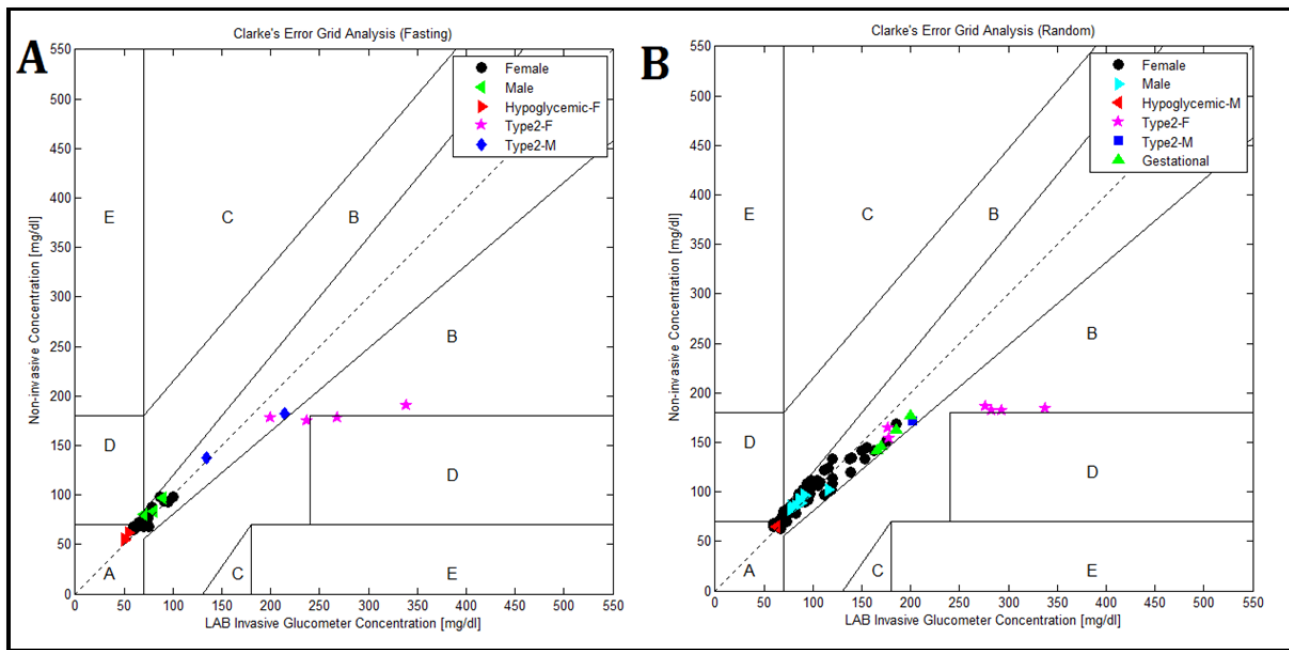 A
Clarke's Error Grid Analysis (Fasting)
Non-invasive Concentration [mg/dl]
550
500
450
400
350
300
250
200
150
100
50
0
Female
Male
Hypoglycemic-F
Type2-F
Type2-M
E
C
B
B
D
D
A
C
E
0 50 100 150 200 250 300 350 400 450 500 550
LAB Invasive Glucometer Concentration [mg/dl]
B
Clarke's Error Grid Analysis (Random)
Non-invasive Concentration [mg/dl]
550
500
450
400
350
300
250
200
150
100
50
0
Female
Male
Hypoglycemic-M
Type2-F
Type2-M
Gestational
E
C
B
B
D
D
A
C
E
0 50 100 150 200 250 300 350 400 450 500 550
LAB Invasive Glucometer Concentration [mg/dl]